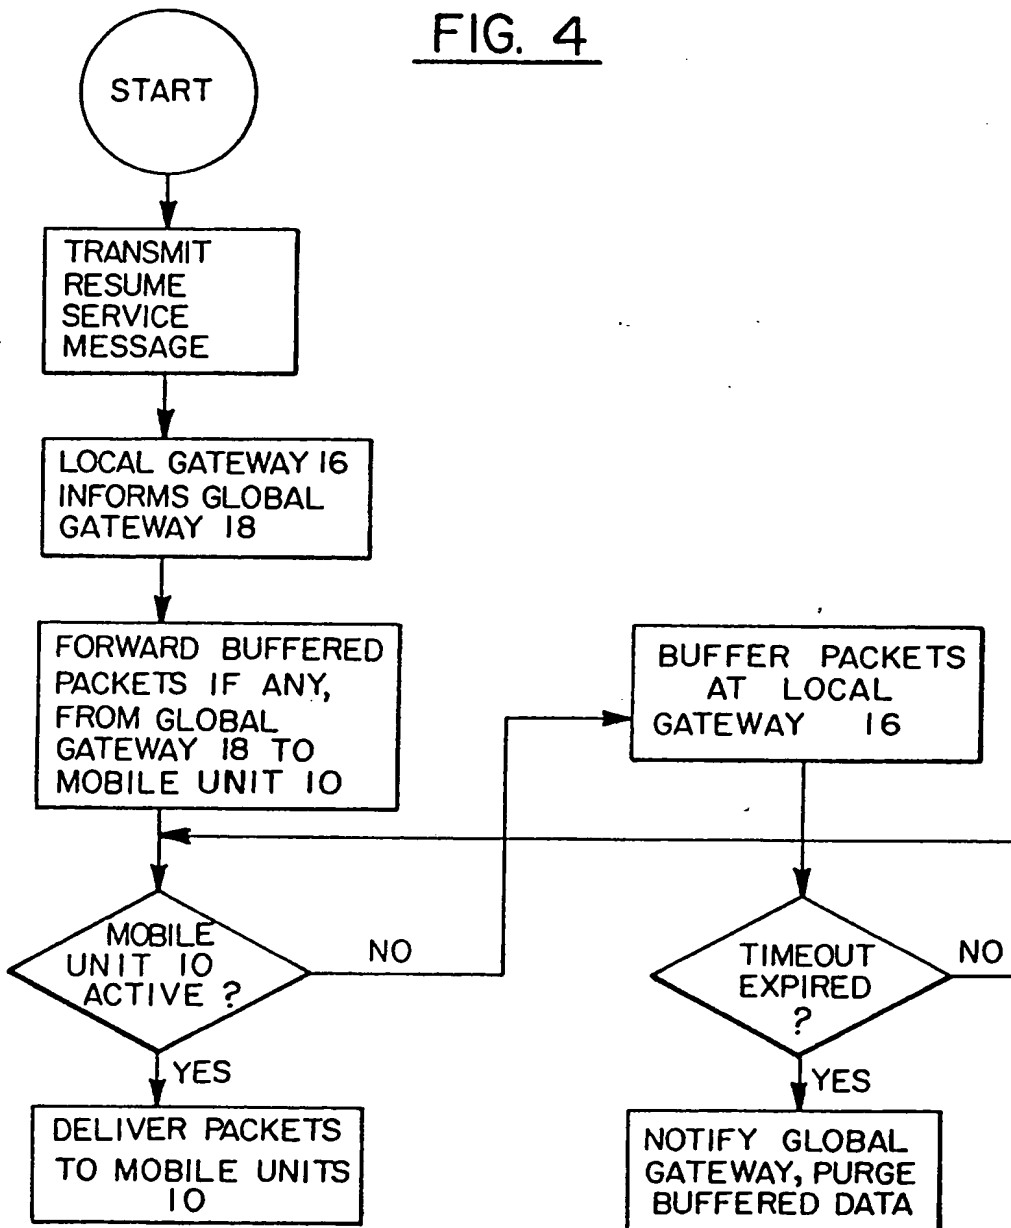 FIG. 4
START
TRANSMIT
RESUME
SERVICE
MESSAGE
LOCAL GATEWAY 16
INFORMS GLOBAL
GATEWAY 18
FORWARD BUFFERED
PACKETS IF ANY,
FROM GLOBAL
GATEWAY 18 TO
MOBILE UNIT 10
BUFFER PACKETS
AT LOCAL
GATEWAY 16
MOBILE
UNIT 10
ACTIVE ?
NO
TIMEOUT
EXPIRED
?
NO
YES
YES
DELIVER PACKETS
TO MOBILE UNITS
10
NOTIFY GLOBAL
GATEWAY, PURGE
BUFFERED DATA